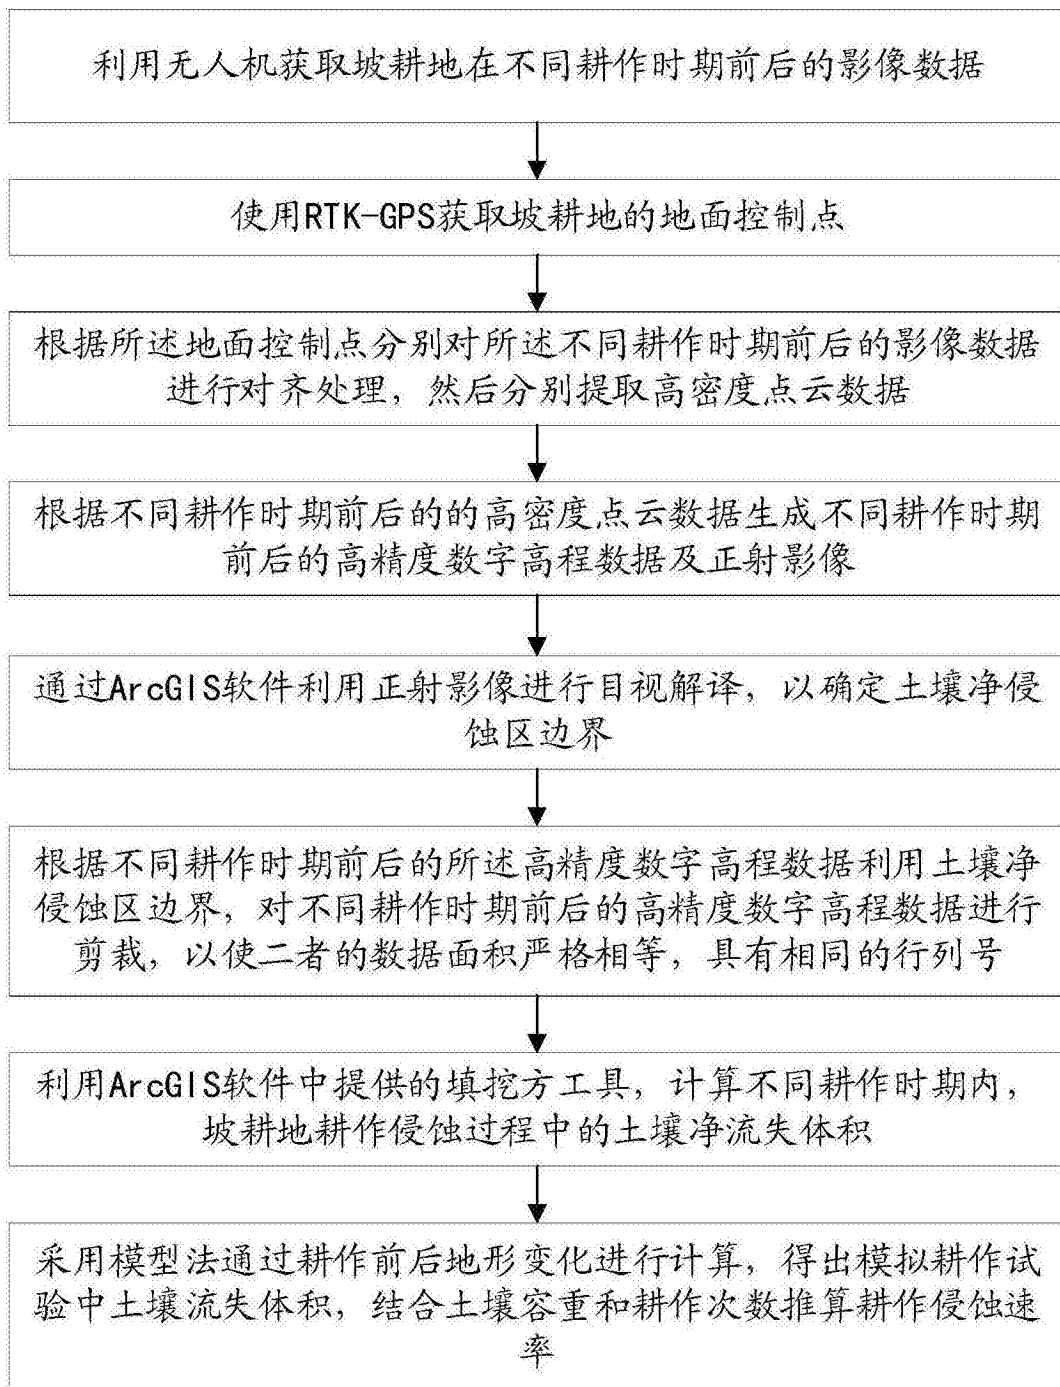 利用无人机获取坡耕地在不同耕作时期前后的影像数据
使用RTK-GPS获取坡耕地的地面控制点
根据所述地面控制点分别对所述不同耕作时期前后的影像数据
进行对齐处理，然后分别提取高密度点云数据
根据不同耕作时期前后的的高密度点云数据生成不同耕作时期
前后的高精度数字高程数据及正射影像
通过ArcGIS软件利用正射影像进行目视解译，以确定土壤净侵
蚀区边界
根据不同耕作时期前后的所述高精度数字高程数据利用土壤净
侵蚀区边界，对不同耕作时期前后的高精度数字高程数据进行
剪裁，以使二者的数据面积严格相等，具有相同的行列号
利用ArcGIS软件中提供的填挖方工具，计算不同耕作时期内，
坡耕地耕作侵蚀过程中的土壤净流失体积
采用模型法通过耕作前后地形变化进行计算，得出模拟耕作试
验中土壤流失体积，结合土壤容重和耕作次数推算耕作侵蚀速
率